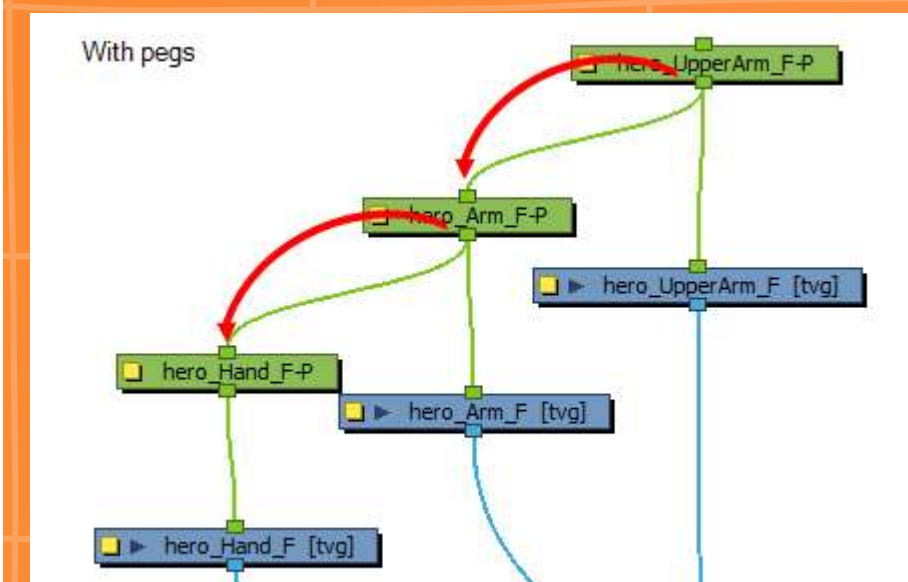 With pegs
hero_UpperArm_F-P
hero_Arm_F-P
hero_UpperArm_F [tvg]
hero_Hand_F-P
hero_Arm_F [tvg]
hero_Hand_F [tvg]